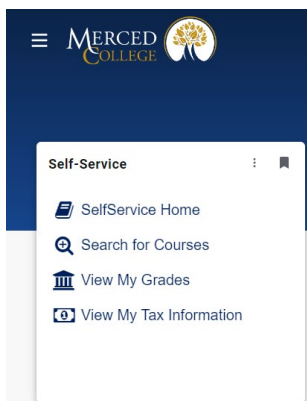 MERCED
COLLEGE
Self-Service
SelfService Home
Search for Courses
View My Grades
View My Tax Information